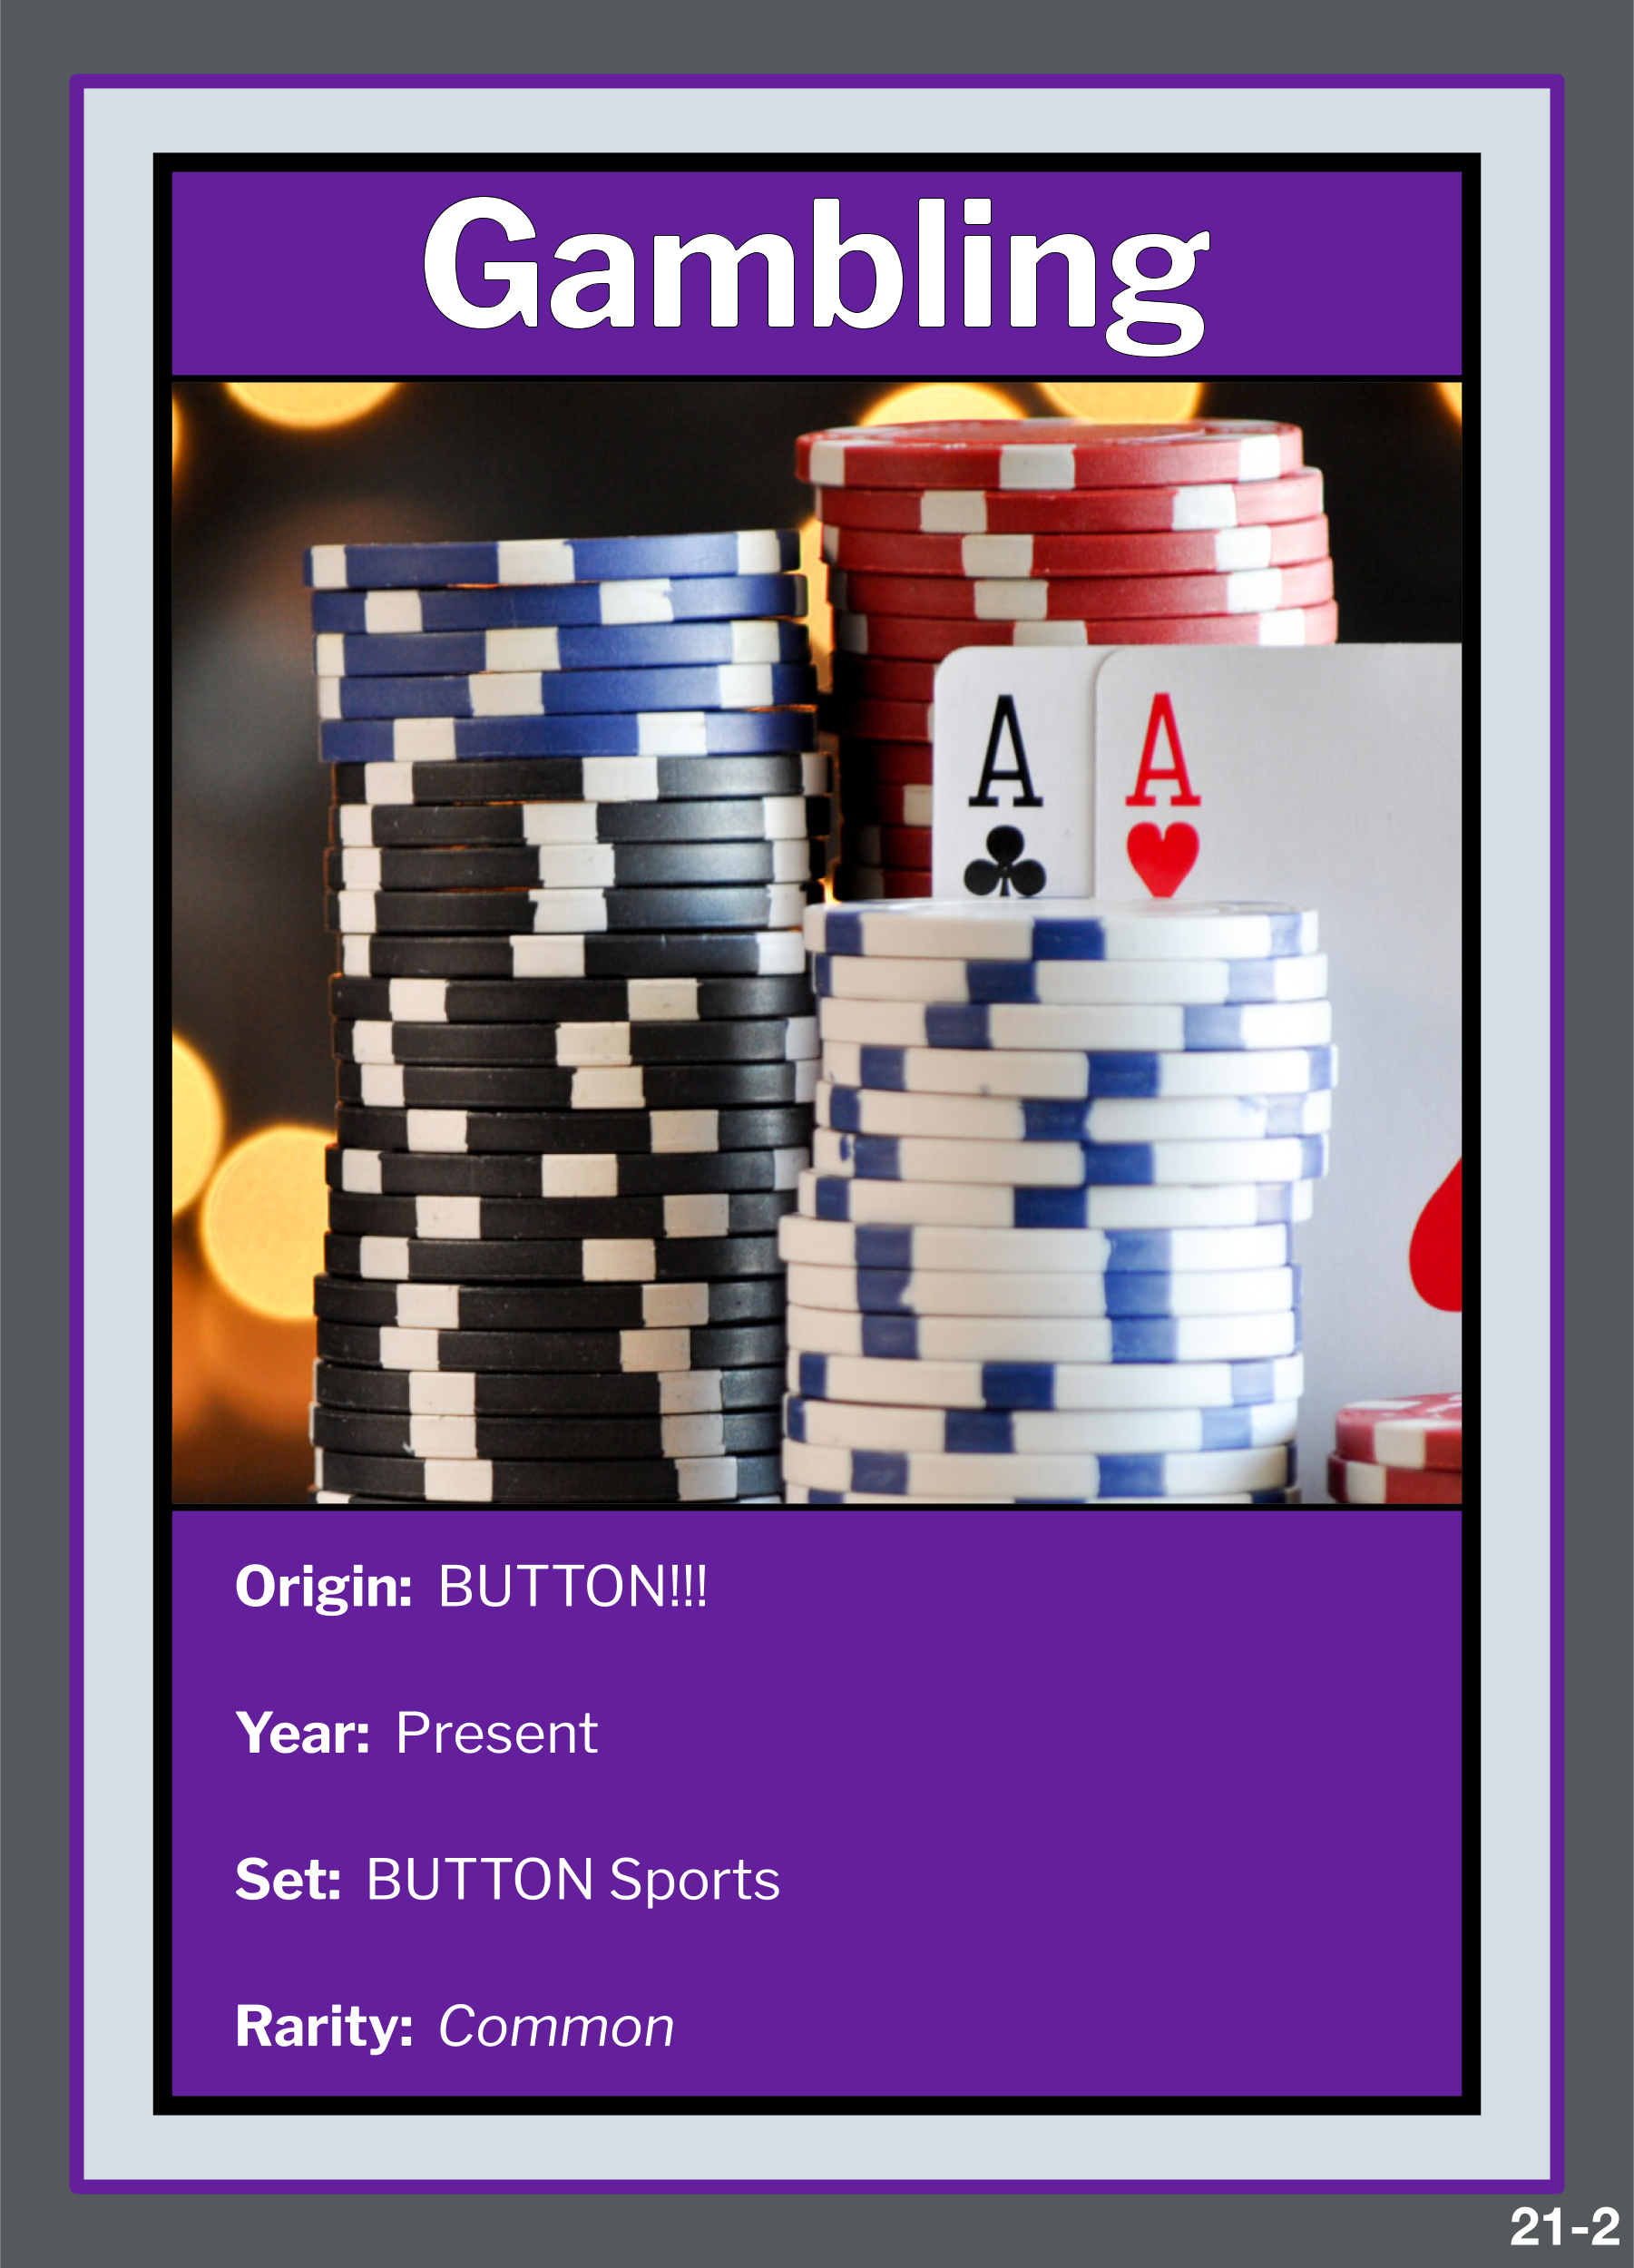 Gambling
A A
Origin: BUTTON!!!
Year: Present
Set: BUTTON Sports
Rarity: Common
21-2